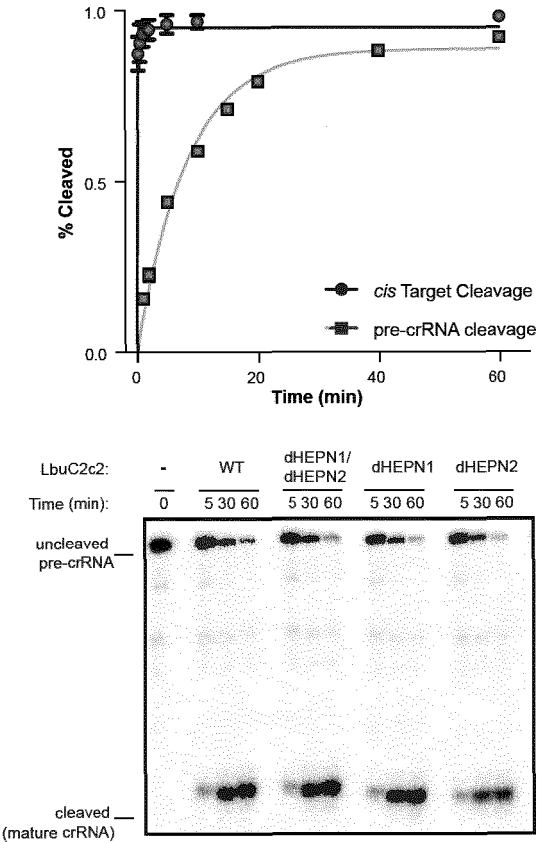 1.0
0.5
0.0
% Cleaved
cis Target Cleavage
pre-crRNA cleavage
0 20 40 60
Time (min)
LbuC2c2: - WT dHEPN1/ dHEPN2 dHEPN1 dHEPN2
Time (min): 0 5 30 60 5 30 60 5 30 60 5 30 60
uncleaved
pre-crRNA
cleaved
(mature crRNA)